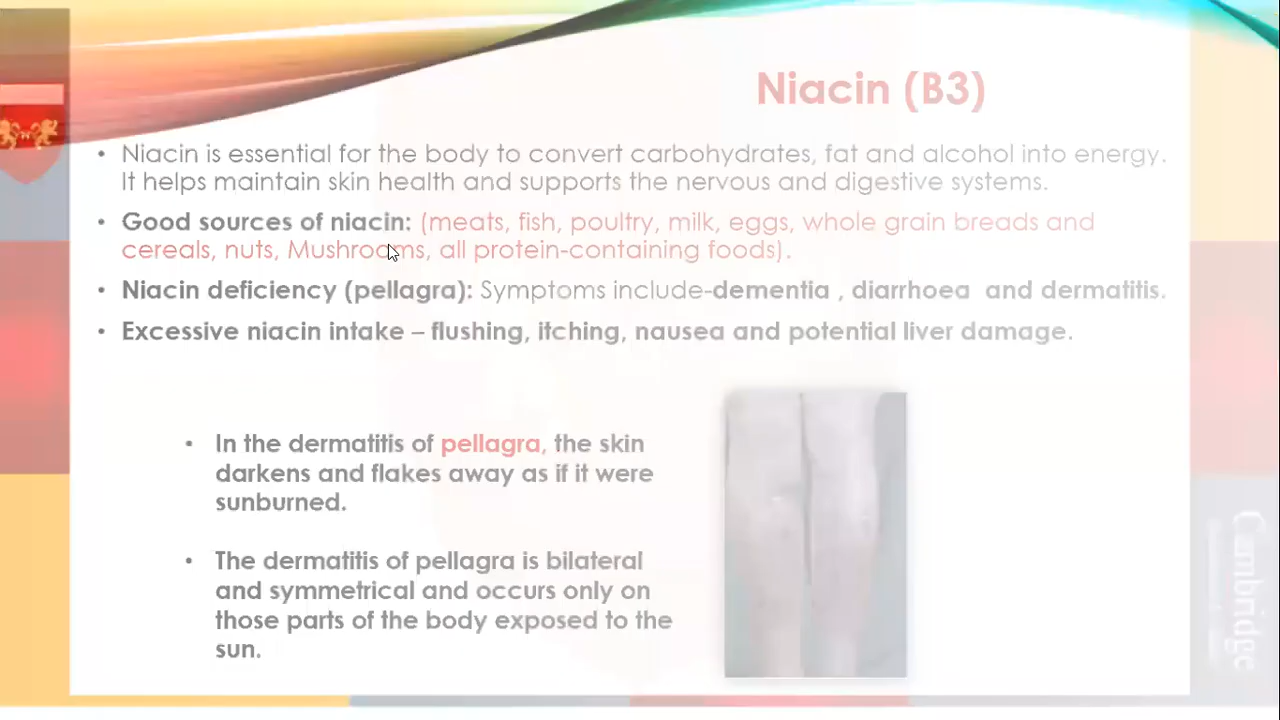 Niacin (B3)
• Niacin is essential for the body to convert carbohydrates, fat and alcohol into energy.
It helps maintain skin health and supports the nervous and digestive systems.
• Good sources of niacin: (meats, fish, poultry, milk, eggs, whole grain breads and
cereals, nuts, Mushrooms, all protein-containing foods).
• Niacin deficiency (pellagra): Symptoms include-dementia , diarrhoea  and dermatitis.
• Excessive niacin intake – flushing, itching, nausea and potential liver damage.
• In the dermatitis of pellagra, the skin
darkens and flakes away as if it were
sunburned.
• The dermatitis of pellagra is bilateral
and symmetrical and occurs only on
those parts of the body exposed to the
sun.
Cambridge